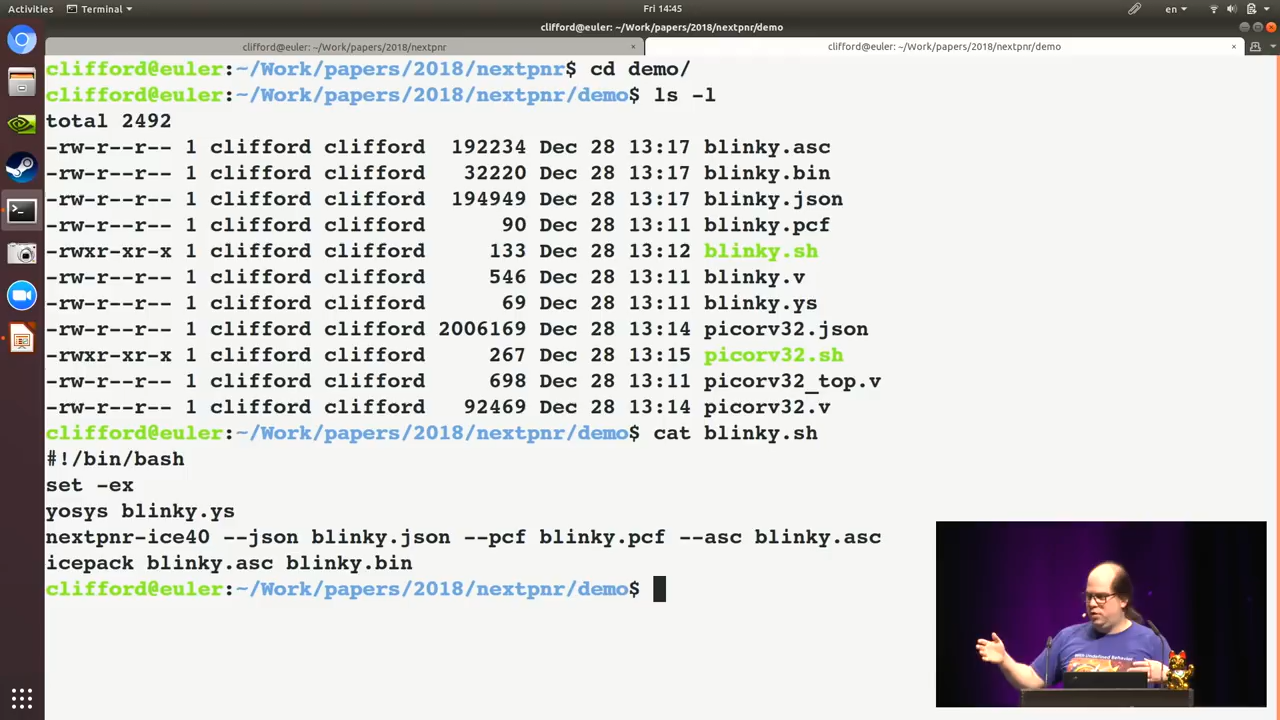 Activities Terminal Fri 14:45 en
clifford@euler: ~/Work/papers/2018/nextpnr/demo
clifford@euler: ~/Work/papers/2018/nextpnr × clifford@euler: ~/Work/papers/2018/nextpnr/demo ×
clifford@euler:~/Work/papers/2018/nextpnr$ cd demo/
clifford@euler:~/Work/papers/2018/nextpnr/demo$ ls -l
total 2492
-rw-r--r-- 1 clifford clifford 192234 Dec 28 13:17 blinky.asc
-rw-r--r-- 1 clifford clifford 32220 Dec 28 13:17 blinky.bin
-rw-r--r-- 1 clifford clifford 194949 Dec 28 13:17 blinky.json
-rw-r--r-- 1 clifford clifford 90 Dec 28 13:11 blinky.pcf
-rwxr-xr-x 1 clifford clifford 133 Dec 28 13:12 blinky.sh
-rw-r--r-- 1 clifford clifford 546 Dec 28 13:11 blinky.v
-rw-r--r-- 1 clifford clifford 69 Dec 28 13:11 blinky.ys
-rw-r--r-- 1 clifford clifford 2006169 Dec 28 13:14 picorv32.json
-rwxr-xr-x 1 clifford clifford 267 Dec 28 13:15 picorv32.sh
-rw-r--r-- 1 clifford clifford 698 Dec 28 13:11 picorv32_top.v
-rw-r--r-- 1 clifford clifford 92469 Dec 28 13:14 picorv32.v
clifford@euler:~/Work/papers/2018/nextpnr/demo$ cat blinky.sh
#!/bin/bash
set -ex
yosys blinky.ys
nextpnr-ice40 --json blinky.json --pcf blinky.pcf --asc blinky.asc
icepack blinky.asc blinky.bin
clifford@euler:~/Work/papers/2018/nextpnr/demo$
With Undefined Behavior